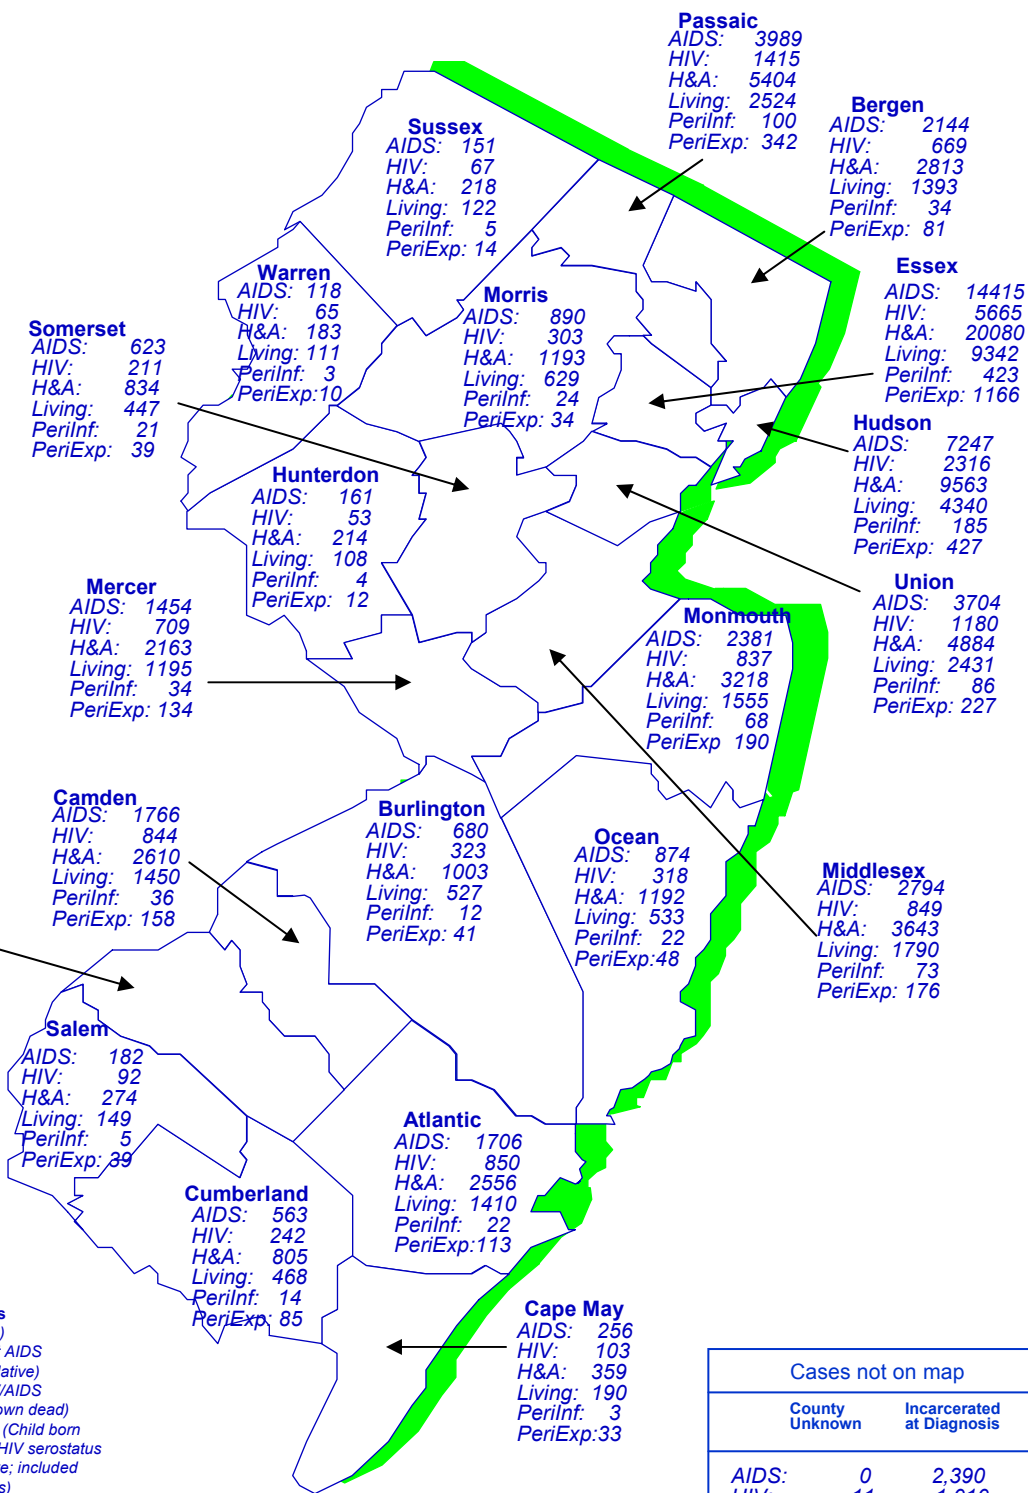 Passaic
AIDS: 3989
HIV: 1415
H&A: 5404
Living: 2524
PeriInf: 100
PeriExp: 342
Bergen
AIDS: 2144
HIV: 669
H&A: 2813
Living: 1393
PeriInf: 34
PeriExp: 81
Sussex
AIDS: 151
HIV: 67
H&A: 218
Living: 122
PeriInf: 5
PeriExp: 14
Warren
AIDS: 118
HIV: 65
H&A: 183
Living: 111
PeriInf: 3
PeriExp:10
Morris
AIDS: 890
HIV: 303
H&A: 1193
Living: 629
PeriInf: 24
PeriExp: 34
Essex
AIDS: 14415
HIV: 5665
H&A: 20080
Living: 9342
PeriInf: 423
PeriExp: 1166
Somerset
AIDS: 623
HIV: 211
H&A: 834
Living: 447
PeriInf: 21
PeriExp: 39
Hudson
AIDS: 7247
HIV: 2316
H&A: 9563
Living: 4340
PeriInf: 185
PeriExp: 427
Hunterdon
AIDS: 161
HIV: 53
H&A: 214
Living: 108
PeriInf: 4
PeriExp: 12
Mercer
AIDS: 1454
HIV: 709
H&A: 2163
Living: 1195
PeriInf: 34
PeriExp: 134
Union
AIDS: 3704
HIV: 1180
H&A: 4884
Living: 2431
PeriInf: 86
PeriExp: 227
Monmouth
AIDS: 2381
HIV: 837
H&A: 3218
Living: 1555
PeriInf: 68
PeriExp 190
Camden
AIDS: 1766
HIV: 844
H&A: 2610
Living: 1450
PeriInf: 36
PeriExp: 158
Burlington
AIDS: 680
HIV: 323
H&A: 1003
Living: 527
PeriInf: 12
PeriExp: 41
Ocean
AIDS: 874
HIV: 318
H&A: 1192
Living: 533
PeriInf: 22
PeriExp:48
Middlesex
AIDS: 2794
HIV: 849
H&A: 3643
Living: 1790
PeriInf: 73
PeriExp: 176
Salem
AIDS: 182
HIV: 92
H&A: 274
Living: 149
PeriInf: 5
PeriExp: 39
Atlantic
AIDS: 1706
HIV: 850
H&A: 2556
Living: 1410
PeriInf: 22
PeriExp:113
Cumberland
AIDS: 563
HIV: 242
H&A: 805
Living: 468
PeriInf: 14
PeriExp: 85
Cape May
AIDS: 256
HIV: 103
H&A: 359
Living: 190
PeriInf: 3
PeriExp:33
s
)
AIDS
lative)
/AIDS
own dead)
(Child born
HIV serostatus
e; included
s)
Cases not on map
County Unknown Incarcerated at Diagnosis
AIDS: 0 2,390
HIV: 11